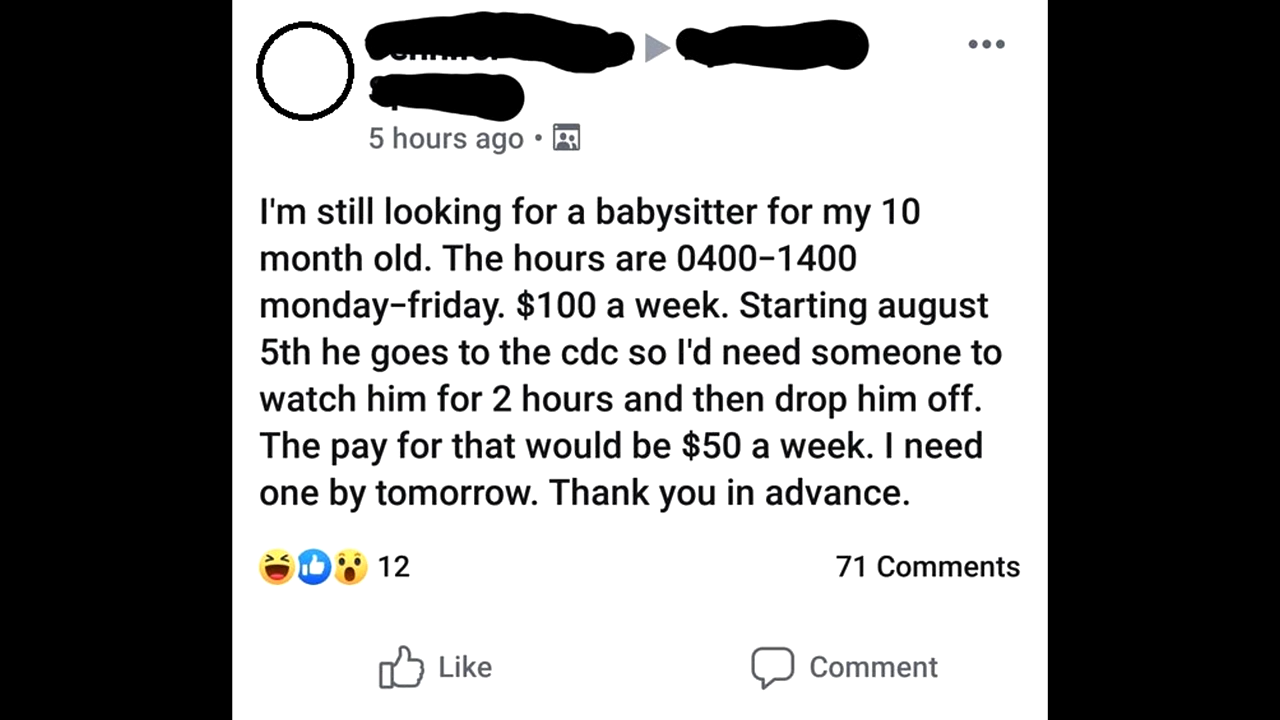 5 hours ago •
I'm still looking for a babysitter for my 10
month old. The hours are 0400-1400
monday-friday. $100 a week. Starting august
5th he goes to the cdc so I'd need someone to
watch him for 2 hours and then drop him off.
The pay for that would be $50 a week. I need
one by tomorrow. Thank you in advance.
12 71 Comments
Like Comment